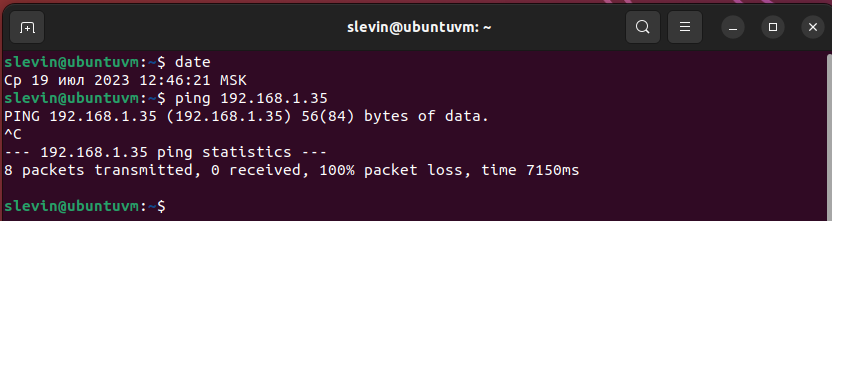 slevin@ubuntuvm: ~
slevin@ubuntuvm:~$ date
Ср 19 июл 2023 12:46:21 MSK
slevin@ubuntuvm:~$ ping 192.168.1.35
PING 192.168.1.35 (192.168.1.35) 56(84) bytes of data.
^C
--- 192.168.1.35 ping statistics ---
8 packets transmitted, 0 received, 100% packet loss, time 7150ms
slevin@ubuntuvm:~$